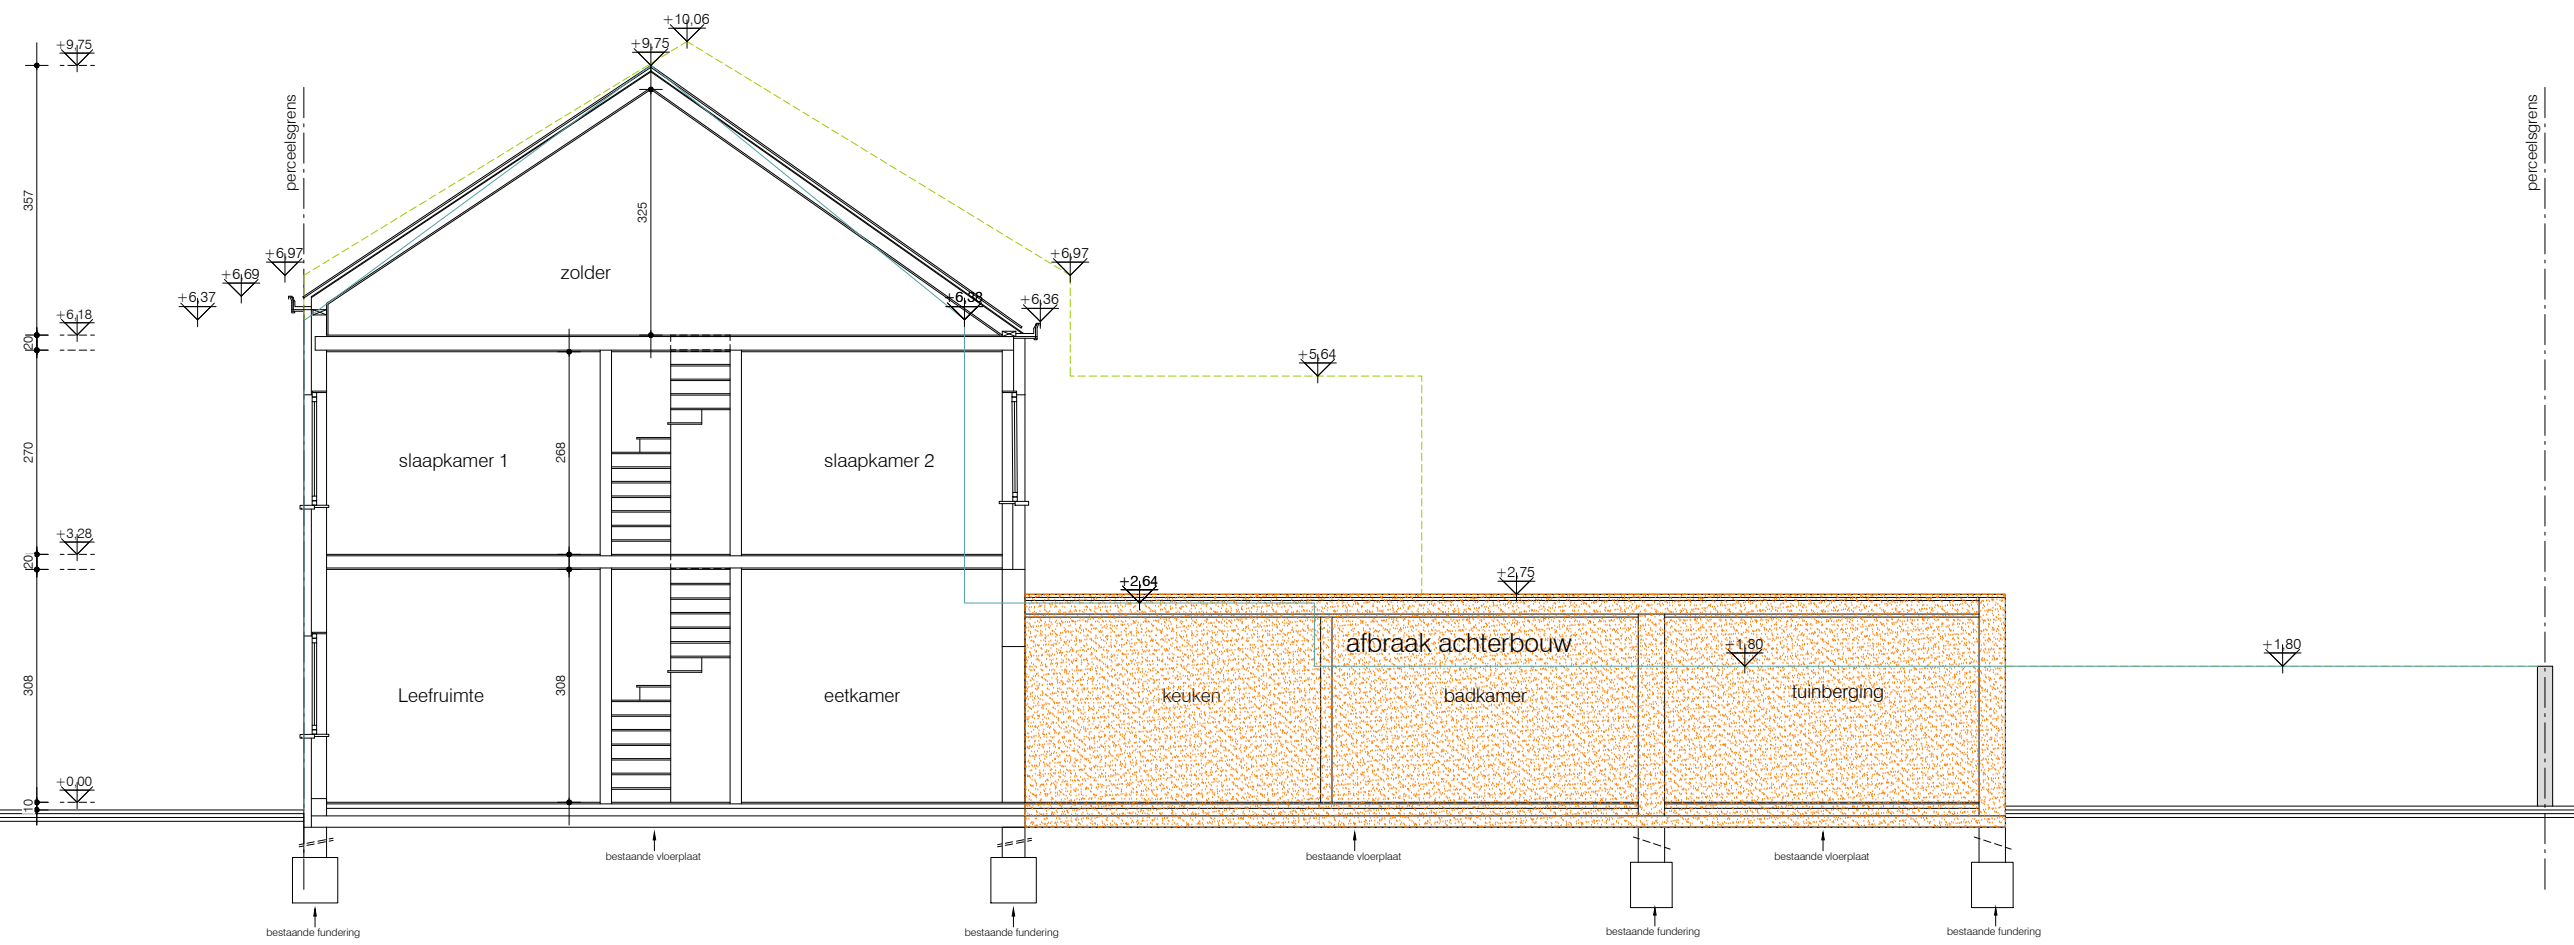 +10,06
+9,75
+9,75
perceelsgrens
perceelsgrens
357
325
zolder
+6,97
+6,97
+6,69
+6,37
+6,38
+6,36
+6,18
20
+5,64
270
slaapkamer 1
268
slaapkamer 2
+3,28
20
+2,64
+2,75
afbraak achterbouw
+1,80
+1,80
308
Leefruimte
308
eetkamer
keuken
badkamer
tuinberging
+0,00
10
bestaande vloerplaat
bestaande vloerplaat
bestaande vloerplaat
bestaande fundering
bestaande fundering
bestaande fundering
bestaande fundering